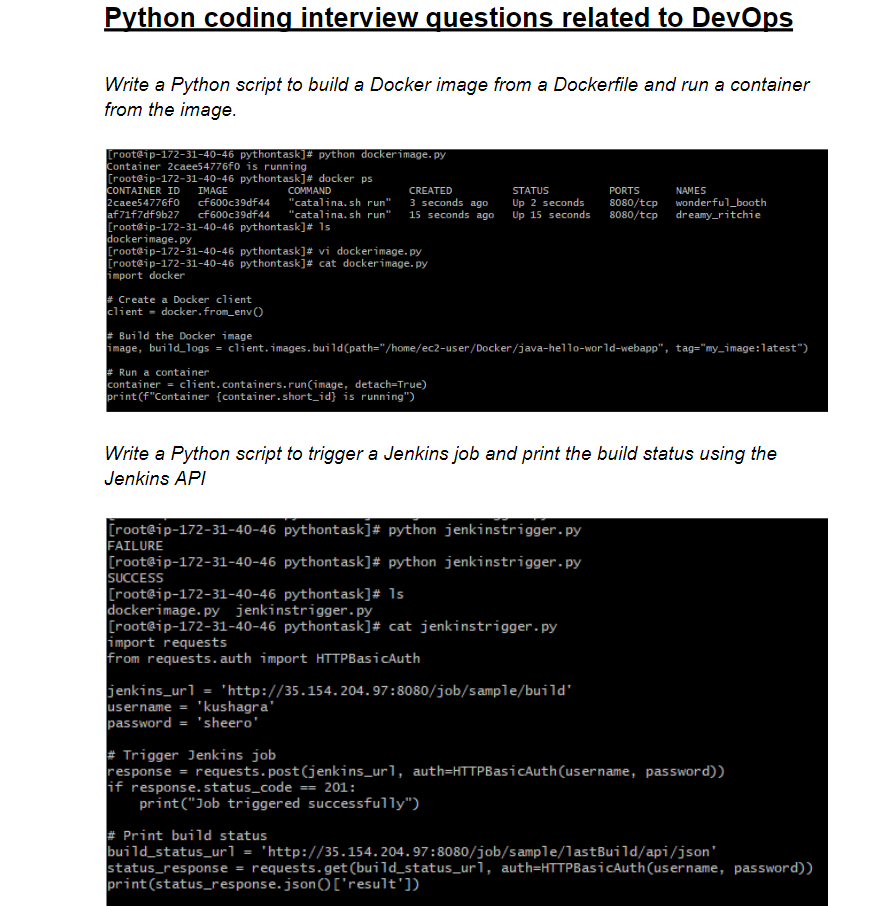 Python coding interview questions related to DevOps
Write a Python script to build a Docker image from a Dockerfile and run a container
from the image.
[root@ip-172-31-40-46 pythontask]# python dockerimage.py
Container 2caee54776f0 is running
[root@ip-172-31-40-46 pythontask]# docker ps
CONTAINER ID   IMAGE          COMMAND             CREATED          STATUS          PORTS      NAMES
2caee54776f0   cf600c39df44   "catalina.sh run"   3 seconds ago    Up 2 seconds    8080/tcp   wonderful_booth
af71f7df9b27   cf600c39df44   "catalina.sh run"   15 seconds ago   Up 15 seconds   8080/tcp   dreamy_ritchie
[root@ip-172-31-40-46 pythontask]# ls
dockerimage.py
[root@ip-172-31-40-46 pythontask]# vi dockerimage.py
[root@ip-172-31-40-46 pythontask]# cat dockerimage.py
import docker
# Create a Docker client
client = docker.from_env()
# Build the Docker image
image, build_logs = client.images.build(path="/home/ec2-user/Docker/java-hello-world-webapp", tag="my_image:latest")
# Run a container
container = client.containers.run(image, detach=True)
print(f"Container {container.short_id} is running")
Write a Python script to trigger a Jenkins job and print the build status using the
Jenkins API
[root@ip-172-31-40-46 pythontask]# python jenkinstrigger.py
FAILURE
[root@ip-172-31-40-46 pythontask]# python jenkinstrigger.py
SUCCESS
[root@ip-172-31-40-46 pythontask]# ls
dockerimage.py  jenkinstrigger.py
[root@ip-172-31-40-46 pythontask]# cat jenkinstrigger.py
import requests
from requests.auth import HTTPBasicAuth
jenkins_url = 'http://35.154.204.97:8080/job/sample/build'
username = 'kushagra'
password = 'sheero'
# Trigger Jenkins job
response = requests.post(jenkins_url, auth=HTTPBasicAuth(username, password))
if response.status_code == 201:
    print("Job triggered successfully")
# Print build status
build_status_url = 'http://35.154.204.97:8080/job/sample/lastBuild/api/json'
status_response = requests.get(build_status_url, auth=HTTPBasicAuth(username, password))
print(status_response.json()['result'])